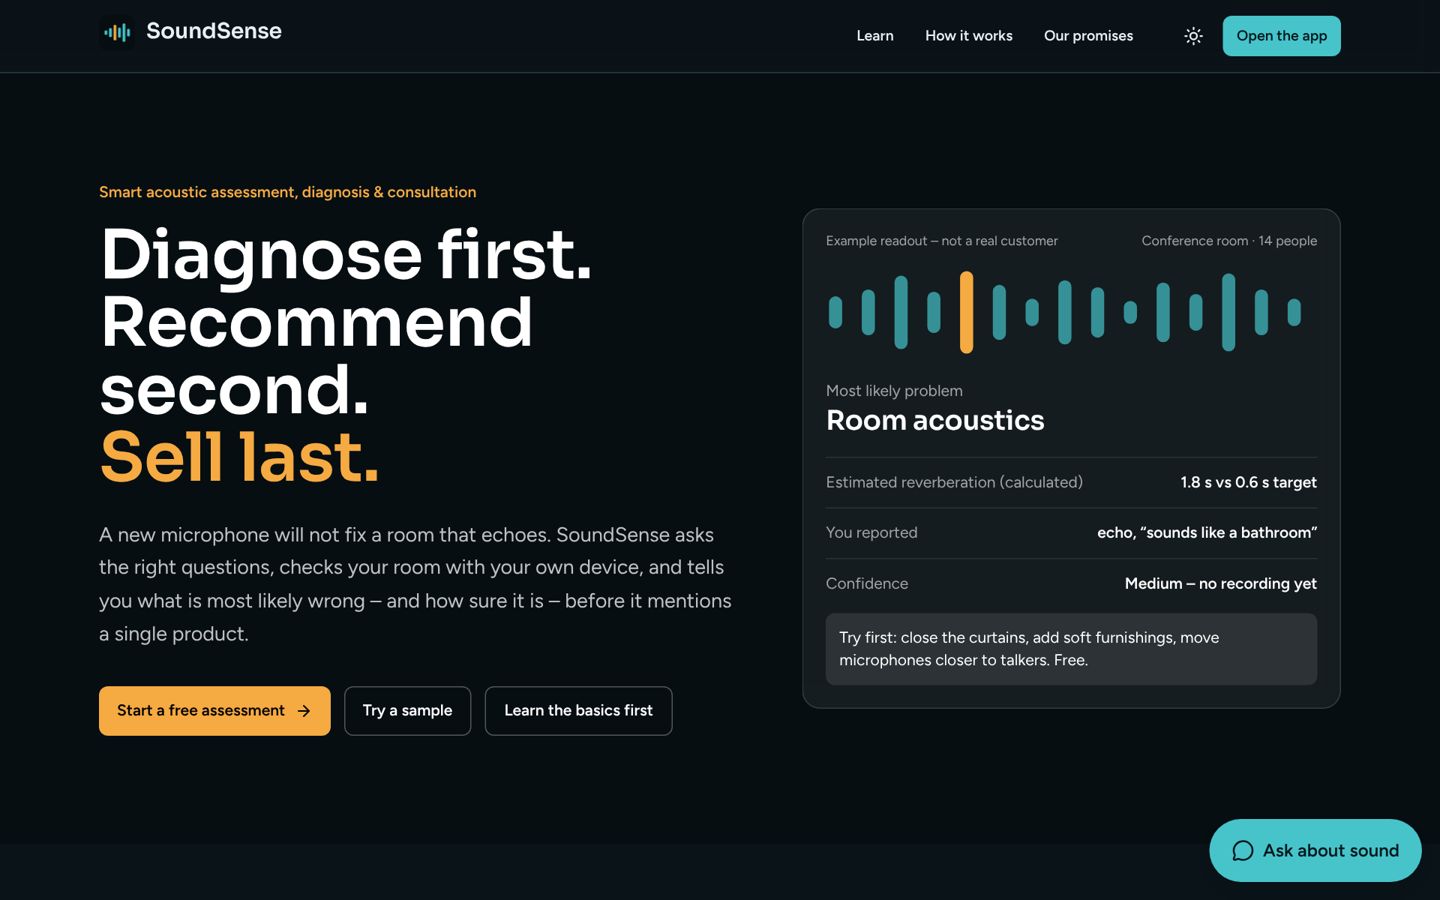 SoundSense
Learn
How it works
Our promises
Open the app
Smart acoustic assessment, diagnosis & consultation
Diagnose first.
Recommend
second.
Sell last.
A new microphone will not fix a room that echoes. SoundSense asks
the right questions, checks your room with your own device, and tells
you what is most likely wrong – and how sure it is – before it mentions
a single product.
Start a free assessment →
Try a sample
Learn the basics first
Example readout – not a real customer
Conference room · 14 people
Most likely problem
Room acoustics
Estimated reverberation (calculated)
1.8 s vs 0.6 s target
You reported
echo, “sounds like a bathroom”
Confidence
Medium – no recording yet
Try first: close the curtains, add soft furnishings, move
microphones closer to talkers. Free.
Ask about sound